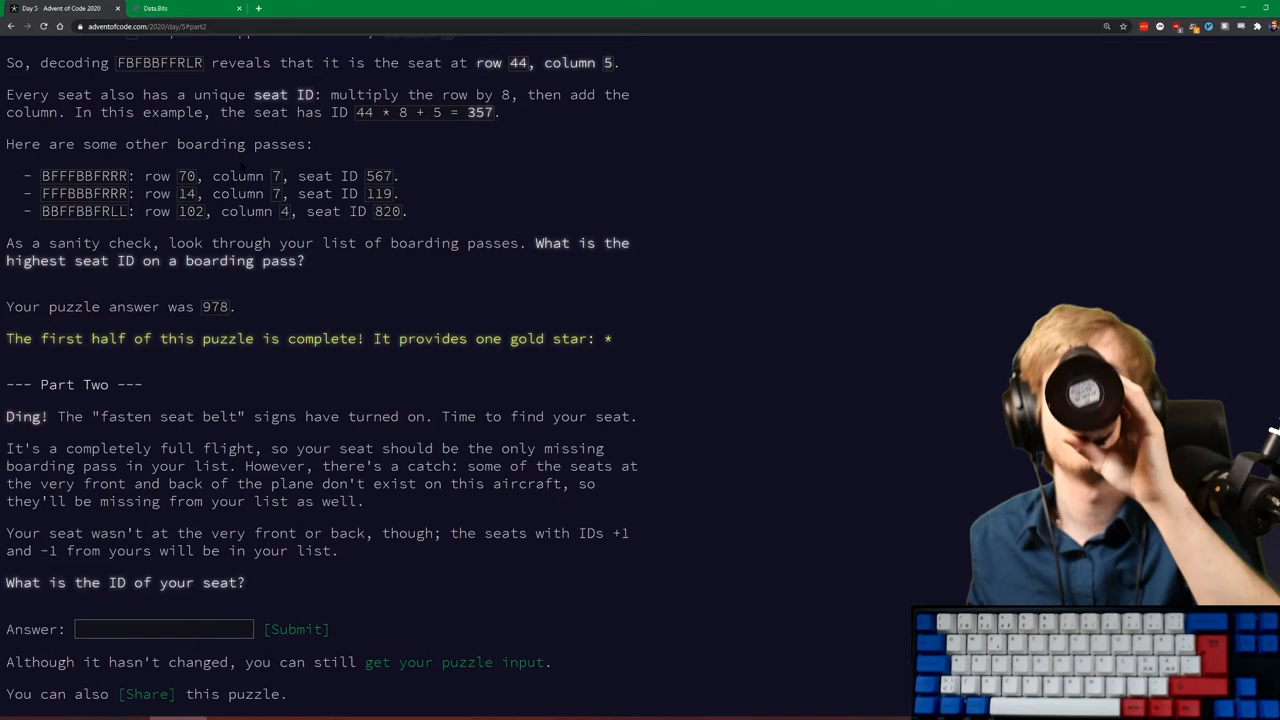 Day 5 - Advent of Code 2020
Data.Bits
adventofcode.com/2020/day/5#part2
So, decoding FBFBBFFRLR reveals that it is the seat at row 44, column 5.
Every seat also has a unique seat ID: multiply the row by 8, then add the
column. In this example, the seat has ID 44 * 8 + 5 = 357.
Here are some other boarding passes:
- BFFFBBFRRR: row 70, column 7, seat ID 567.
- FFFBBBFRRR: row 14, column 7, seat ID 119.
- BBFFBBFRLL: row 102, column 4, seat ID 820.
As a sanity check, look through your list of boarding passes. What is the
highest seat ID on a boarding pass?
Your puzzle answer was 978.
The first half of this puzzle is complete! It provides one gold star: *
--- Part Two ---
Ding! The "fasten seat belt" signs have turned on. Time to find your seat.
It's a completely full flight, so your seat should be the only missing
boarding pass in your list. However, there's a catch: some of the seats at
the very front and back of the plane don't exist on this aircraft, so
they'll be missing from your list as well.
Your seat wasn't at the very front or back, though; the seats with IDs +1
and -1 from yours will be in your list.
What is the ID of your seat?
Answer: [Submit]
Although it hasn't changed, you can still get your puzzle input.
You can also [Share] this puzzle.